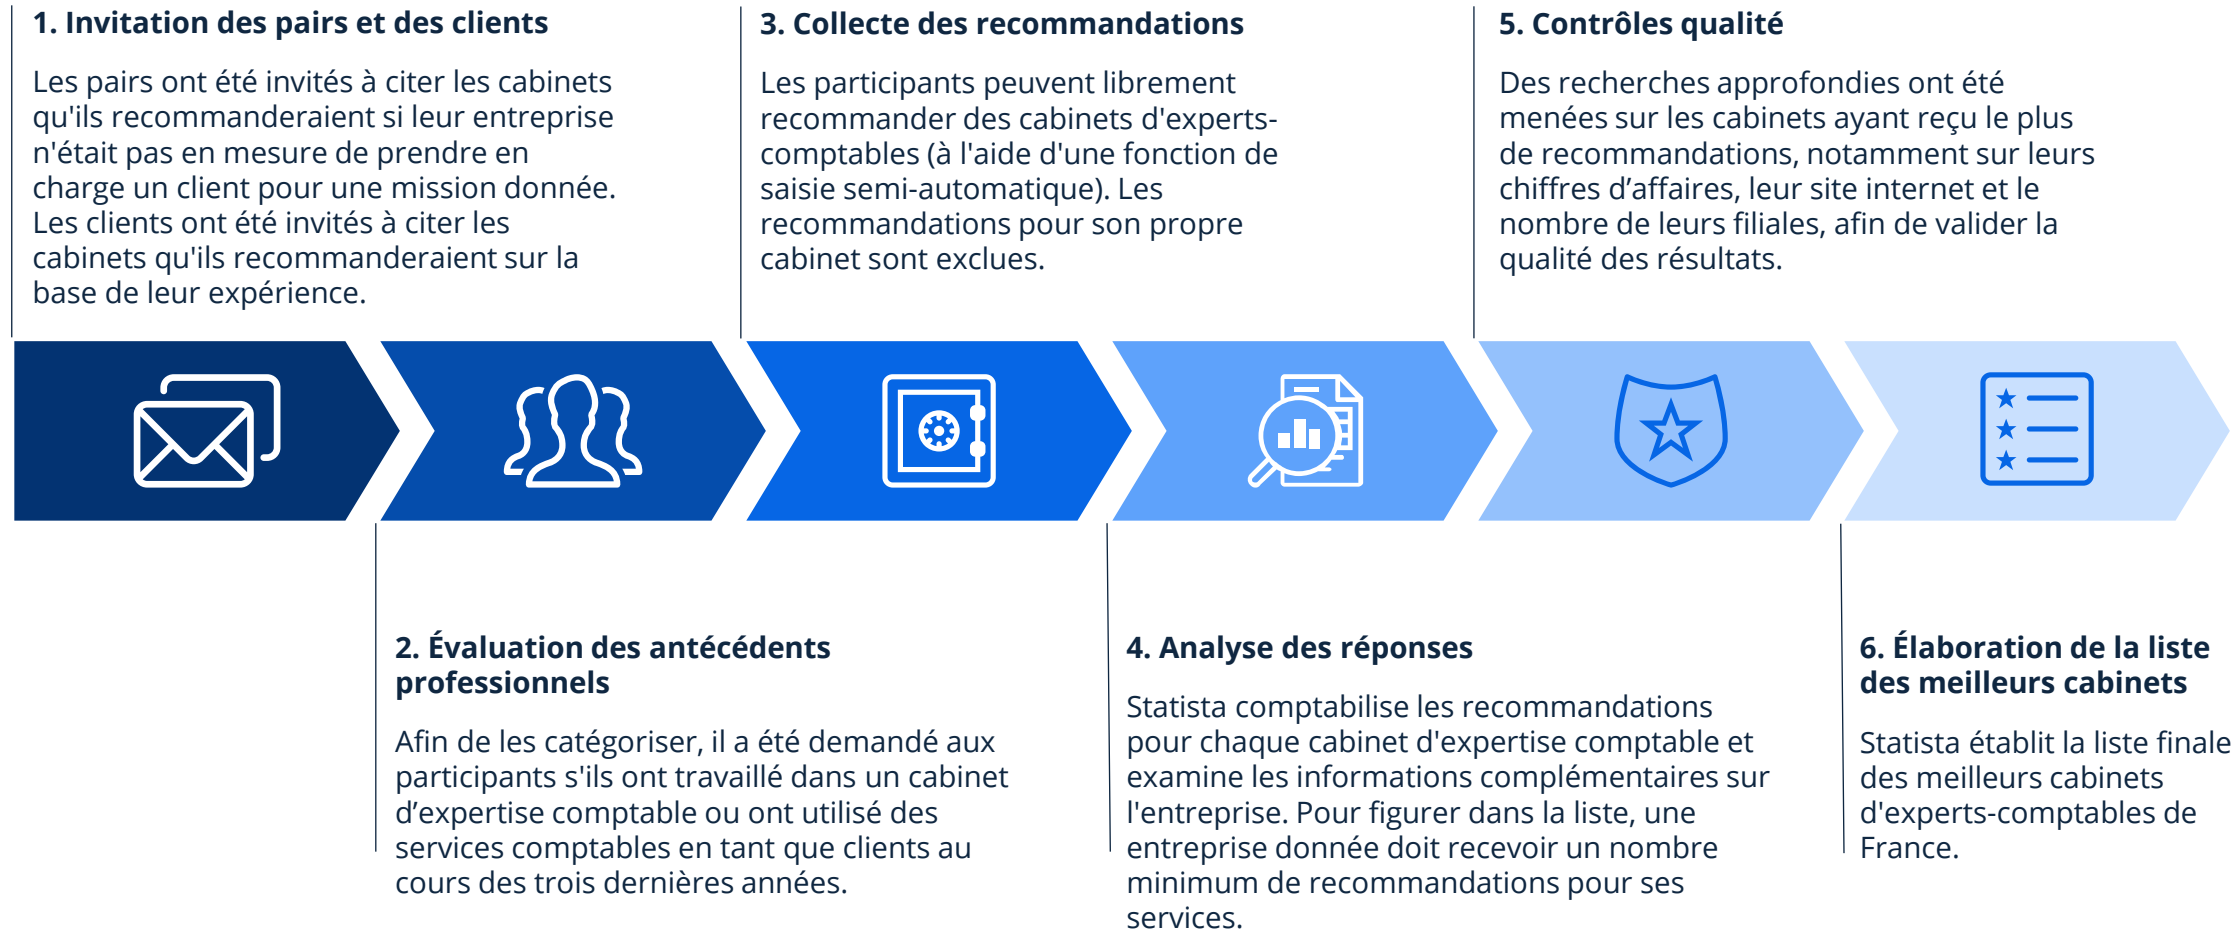 1. Invitation des pairs et des clients
Les pairs ont été invités à citer les cabinets
qu'ils recommanderaient si leur entreprise
n'était pas en mesure de prendre en
charge un client pour une mission donnée.
Les clients ont été invités à citer les
cabinets qu'ils recommanderaient sur la
base de leur expérience.
2. Évaluation des antécédents
professionnels
Afin de les catégoriser, il a été demandé aux
participants s'ils ont travaillé dans un cabinet
d’expertise comptable ou ont utilisé des
services comptables en tant que clients au
cours des trois dernières années.
3. Collecte des recommandations
Les participants peuvent librement
recommander des cabinets d'experts-
comptables (à l'aide d'une fonction de
saisie semi-automatique). Les
recommandations pour son propre
cabinet sont exclues.
4. Analyse des réponses
Statista comptabilise les recommandations
pour chaque cabinet d'expertise comptable et
examine les informations complémentaires sur
l'entreprise. Pour figurer dans la liste, une
entreprise donnée doit recevoir un nombre
minimum de recommandations pour ses
services.
5. Contrôles qualité
Des recherches approfondies ont été
menées sur les cabinets ayant reçu le plus
de recommandations, notamment sur leurs
chiffres d’affaires, leur site internet et le
nombre de leurs filiales, afin de valider la
qualité des résultats.
6. Élaboration de la liste
des meilleurs cabinets
Statista établit la liste finale
des meilleurs cabinets
d'experts-comptables de
France.